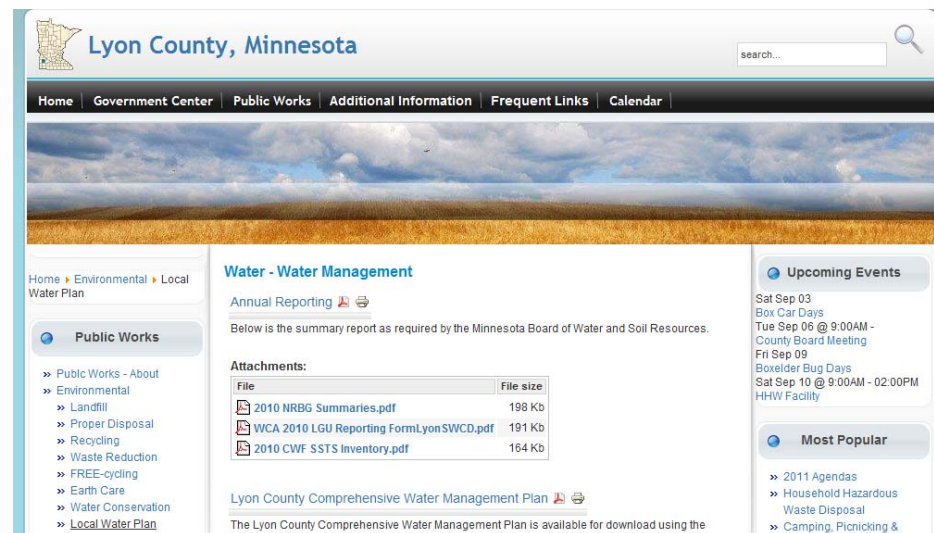 Lyon County, Minnesota
search...
Home Government Center Public Works Additional Information Frequent Links Calendar
Home Environmental Local
Water Plan
Public Works
» Public Works - About
» Environmental
» Landfill
» Proper Disposal
» Recycling
» Waste Reduction
» FREE-cycling
» Earth Care
» Water Conservation
» Local Water Plan
Water - Water Management
Annual Reporting
Below is the summary report as required by the Minnesota Board of Water and Soil Resources.
Attachments:
File File size
2010 NRBG Summaries.pdf 198 Kb
WCA 2010 LGU Reporting FormLyonSWCD.pdf 191 Kb
2010 CWF SSTS Inventory.pdf 164 Kb
Lyon County Comprehensive Water Management Plan
The Lyon County Comprehensive Water Management Plan is available for download using the
Upcoming Events
Sat Sep 03
Box Car Days
Tue Sep 06 @ 9:00AM -
County Board Meeting
Fri Sep 09
Boxelder Bug Days
Sat Sep 10 @ 9:00AM - 02:00PM
HHW Facility
Most Popular
» 2011 Agendas
» Household Hazardous
Waste Disposal
» Camping, Picnicking &